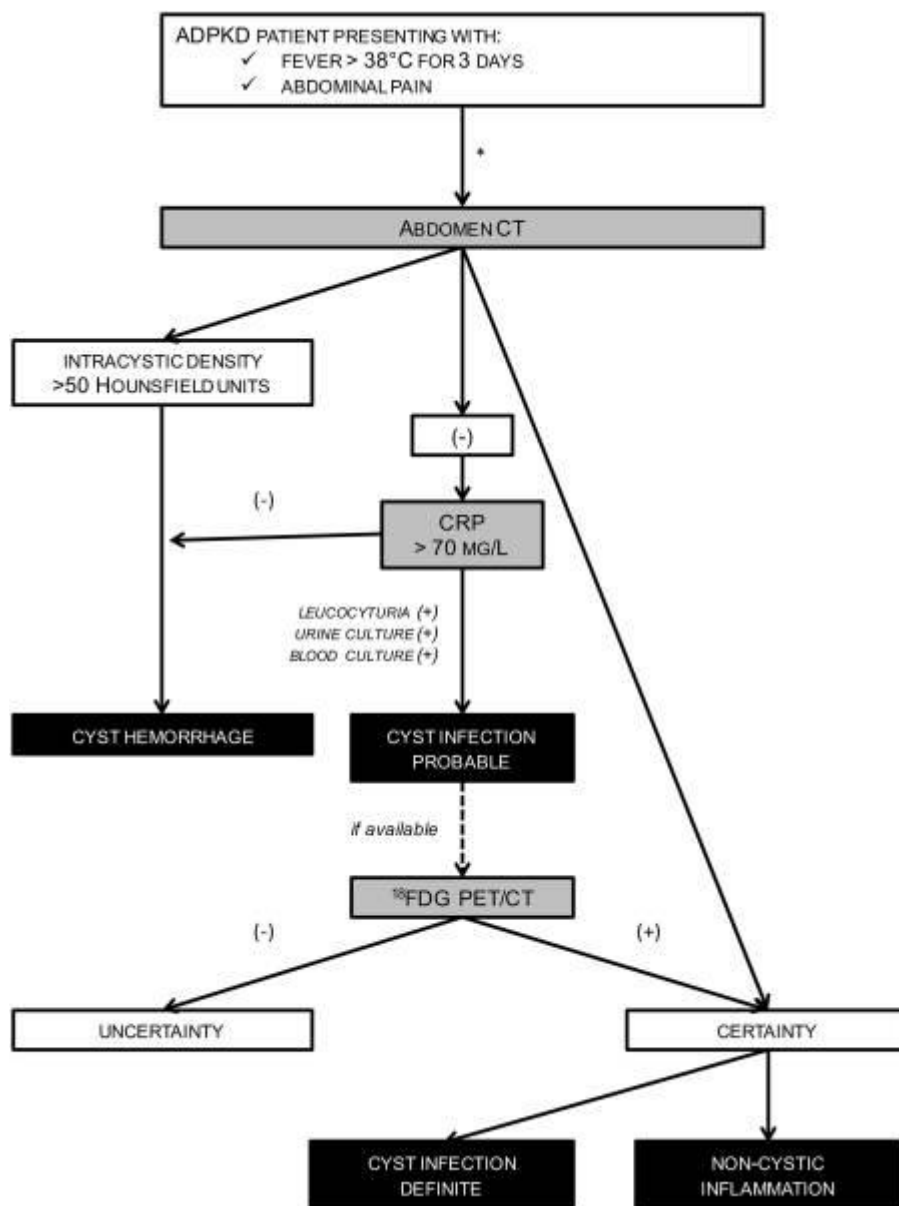 ADPKD PATIENT PRESENTING WITH:
✓ FEVER > 38°C FOR 3 DAYS
✓ ABDOMINAL PAIN
*
ABDOMEN CT
INTRACYSTIC DENSITY
>50 HOUNSFIELD UNITS
(-)
(-)
CRP
> 70 MG/L
LEUCOCYTURIA (+)
URINE CULTURE (+)
BLOOD CULTURE (+)
CYST HEMORRHAGE
CYST INFECTION
PROBABLE
if available
¹⁸FDG PET/CT
(-)
(+)
UNCERTAINTY
CERTAINTY
CYST INFECTION
DEFINITE
NON-CYSTIC
INFLAMMATION